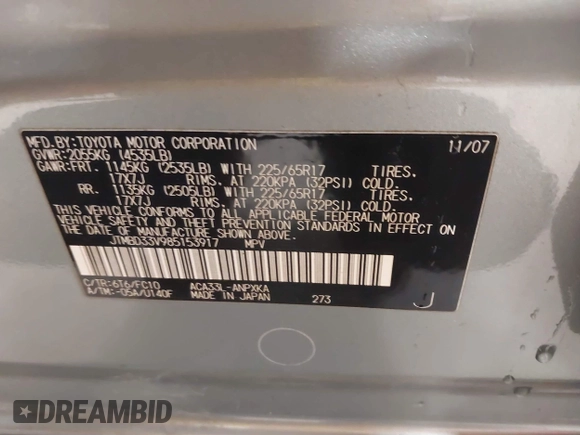 MFD.BY:TOYOTA MOTOR CORPORATION 11/07
GVWR:2055KG (4535LB)
GAWR:FRT. 1145KG (2535LB) WITH 225/65R17 TIRES,
17X7J RIMS, AT 220KPA (32PSI) COLD.
RR. 1135KG (2505LB) WITH 225/65R17 TIRES,
17X7J RIMS, AT 220KPA (32PSI) COLD.
THIS VEHICLE CONFORMS TO ALL APPLICABLE FEDERAL MOTOR
VEHICLE SAFETY AND THEFT PREVENTION STANDARDS IN EFFECT ON
THE DATE OF MANUFACTURE SHOWN ABOVE.
JTMBD33V985153917 MPV
C/TR:6T6/FC10 ACA33L-ANPXKA
A/TM:-05A/U140F MADE IN JAPAN 273 J
DREAMBID